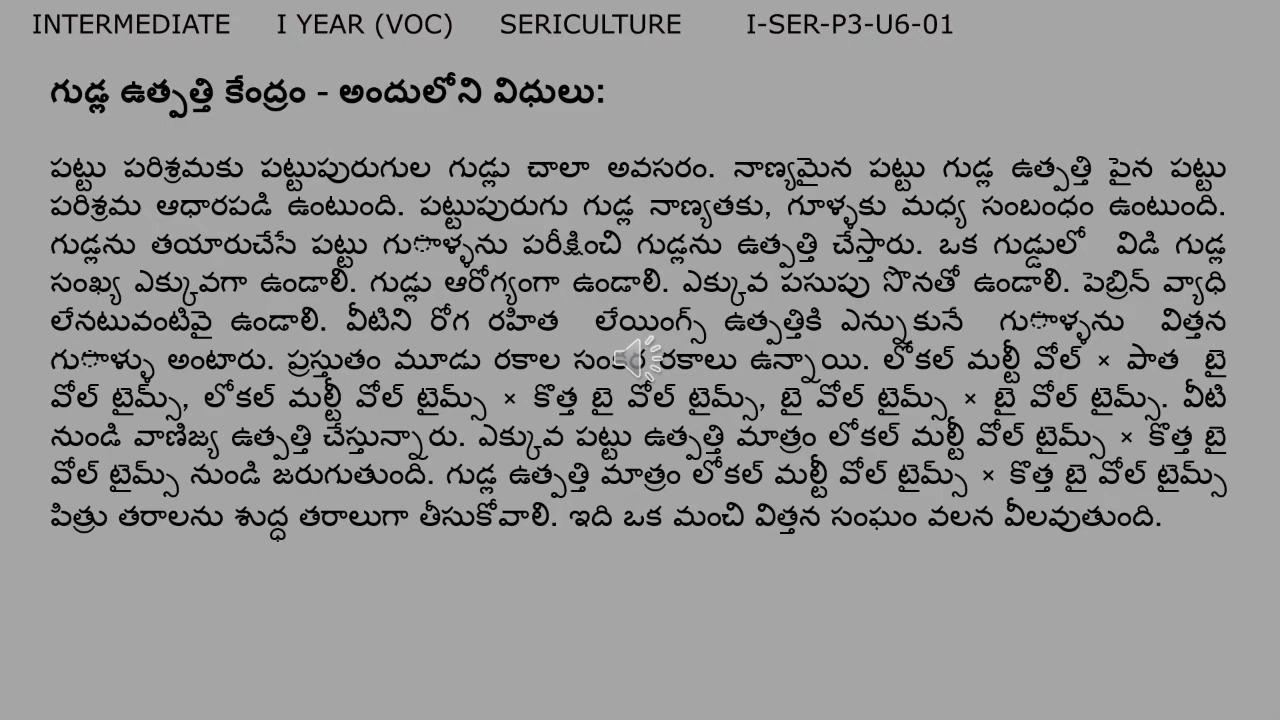 INTERMEDIATE I YEAR (VOC) SERICULTURE I-SER-P3-U6-01
గుడ్ల ఉత్పత్తి కేంద్రం - అందులోని విధులు:
పట్టు పరిశ్రమకు పట్టుపురుగుల గుడ్లు చాలా అవసరం. నాణ్యమైన పట్టు గుడ్ల ఉత్పత్తి పైన పట్టు
పరిశ్రమ ఆధారపడి ఉంటుంది. పట్టుపురుగు గుడ్ల నాణ్యతకు, గూళ్ళకు మధ్య సంబంధం ఉంటుంది.
గుడ్లను తయారుచేసే పట్టు గుాళ్ళను పరీక్షించి గుడ్లను ఉత్పత్తి చేస్తారు. ఒక గుడ్డులో విడి గుడ్ల
సంఖ్య ఎక్కువగా ఉండాలి. గుడ్లు ఆరోగ్యంగా ఉండాలి. ఎక్కువ పసుపు సొనతో ఉండాలి. పెబ్రిన్ వ్యాధి
లేనటువంటివై ఉండాలి. వీటిని రోగ రహిత లేయింగ్స్ ఉత్పత్తికి ఎన్నుకునే గుాళ్ళను విత్తన
గుాళ్ళు అంటారు. ప్రస్తుతం మూడు రకాల సంకర రకాలు ఉన్నాయి. లోకల్ మల్టీ వోల్ × పాత బై
వోల్ టైమ్స్, లోకల్ మల్టీ వోల్ టైమ్స్ × కొత్త బై వోల్ టైమ్స్, బై వోల్ టైమ్స్ × బై వోల్ టైమ్స్. వీటి
నుండి వాణిజ్య ఉత్పత్తి చేస్తున్నారు. ఎక్కువ పట్టు ఉత్పత్తి మాత్రం లోకల్ మల్టీ వోల్ టైమ్స్ × కొత్త బై
వోల్ టైమ్స్ నుండి జరుగుతుంది. గుడ్ల ఉత్పత్తి మాత్రం లోకల్ మల్టీ వోల్ టైమ్స్ × కొత్త బై వోల్ టైమ్స్
పిత్రు తరాలను శుద్ధ తరాలుగా తీసుకోవాలి. ఇది ఒక మంచి విత్తన సంఘం వలన వీలవుతుంది.